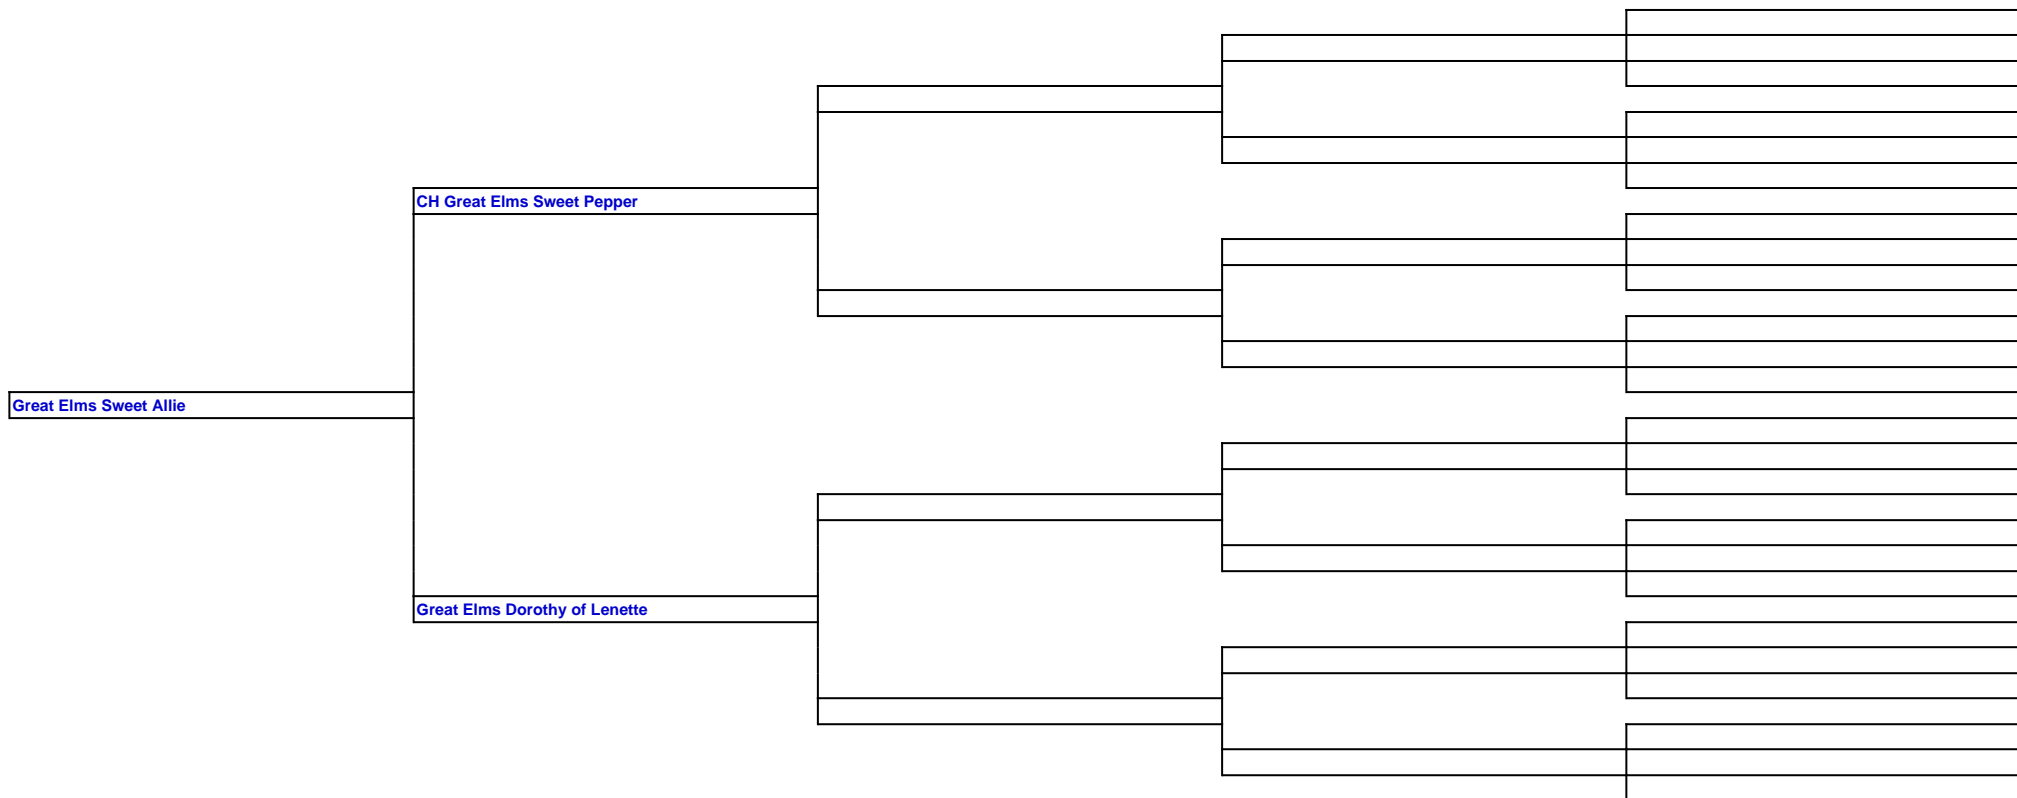 CH Great Elms Sweet Pepper
Great Elms Sweet Allie
Great Elms Dorothy of Lenette